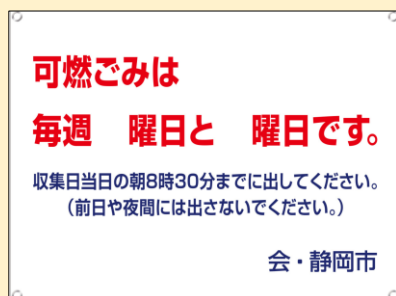 可燃ごみは
毎週　曜日と　曜日です。
収集日当日の朝8時30分までに出してください。
（前日や夜間には出さないでください。）
会・静岡市